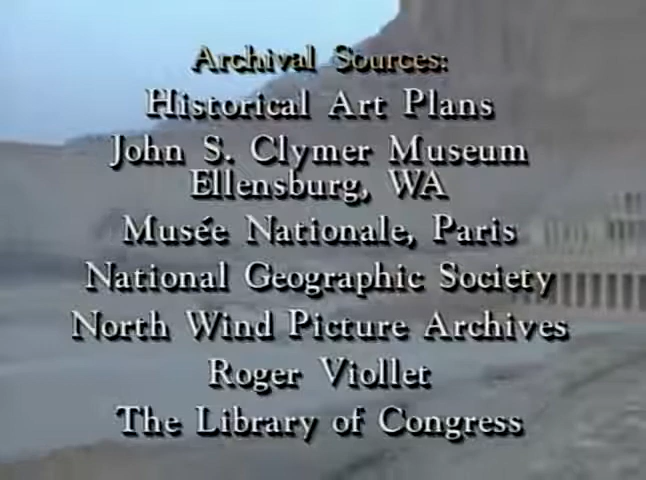 Archival Sources:
Historical Art Plans
John S. Clymer Museum
Ellensburg, WA
Musée Nationale, Paris
National Geographic Society
North Wind Picture Archives
Roger Viollet
The Library of Congress